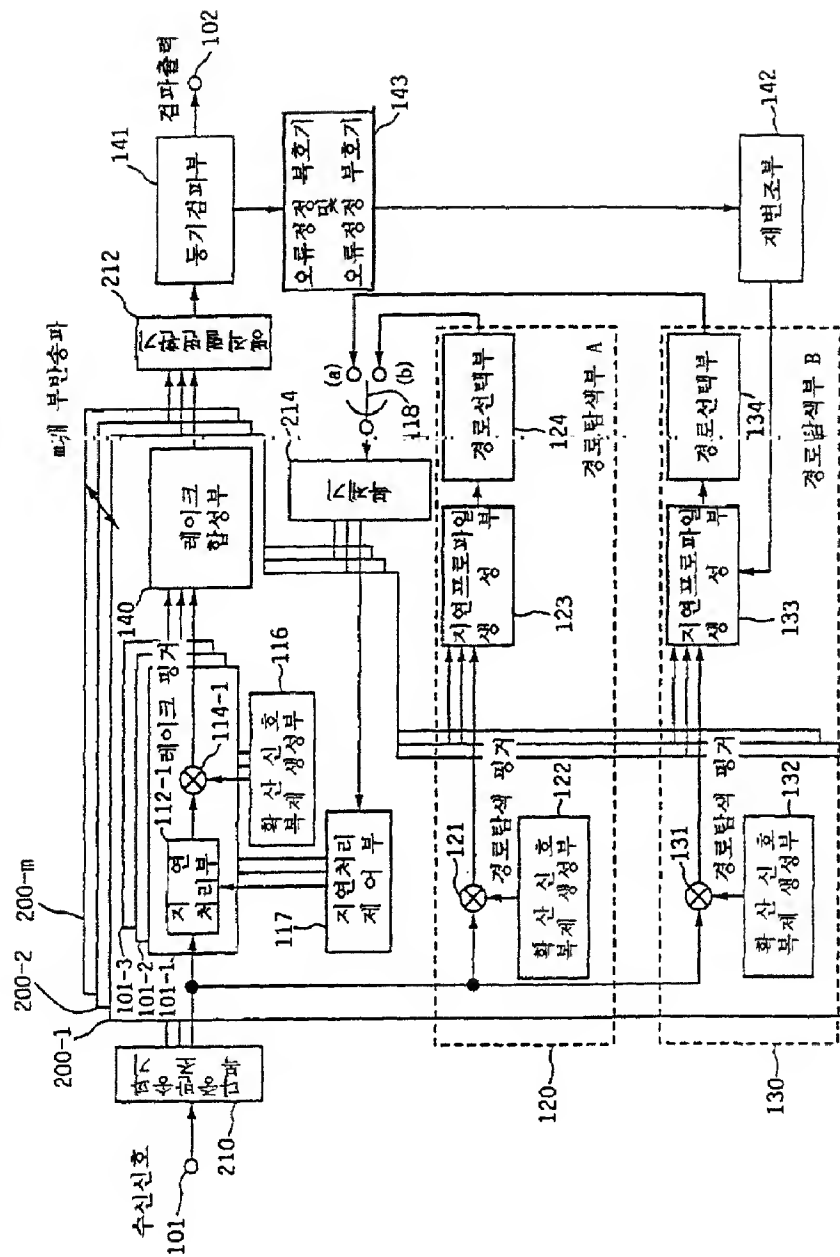 수신신호
101
210
200-1
200-2
200-m
m개 부반송파
101-3
101-2
101-1
레이크 핑거
지 연
처리부
112-1
114-1
확 산 신 호
복제 생성부
116
지연처리
제 어 부
117
레이크
합성부
140
212
동기검파부
141
검파출력
102
오류정정 복호기
및
오류정정 부호기
143
(a)
(b)
118
214
121
확 산 신 호
복제 생성부
122
경로탐색 핑거
지연프로파일
생 성 부
123
경로선택부
124
경로탐색부 A
120
131
확 산 신 호
복제 생성부
132
경로탐색 핑거
지연프로파일
생 성 부
133
경로선택부
134
경로탐색부 B
130
재변조부
142